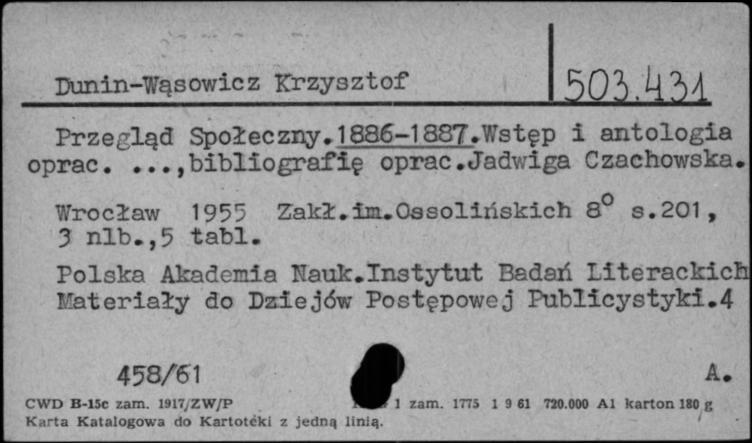 Dunin-Wąsowicz Krzysztof 503.431
Przegląd Społeczny.1886-1887.Wstęp i antologia
oprac. ...,bibliografię oprac.Jadwiga Czachowska.
Wrocław 1955 Zakł.im.Ossolińskich 8° s.201,
3 nlb.,5 tabl.
Polska Akademia Nauk.Instytut Badań Literackich
Materiały do Dziejów Postępowej Publicystyki.4
458/61 A.
CWD B-15c zam. 1917/ZW/P 1 zam. 1775 1 9 61 720.000 A1 karton 180 g
Karta Katalogowa do Kartoteki z jedną linią.